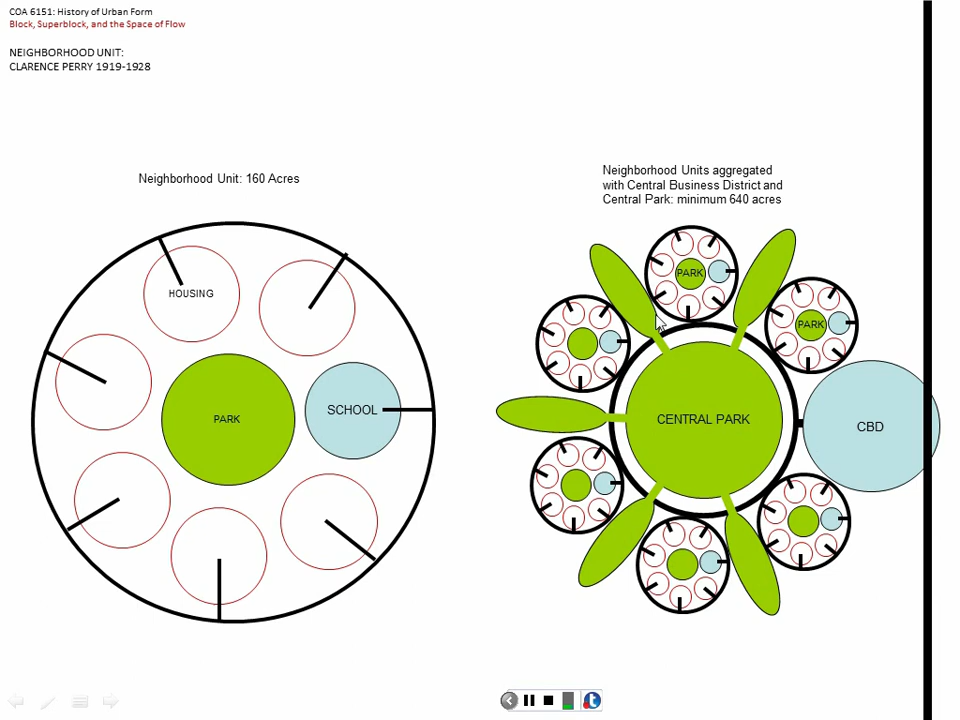 COA 6151: History of Urban Form
Block, Superblock, and the Space of Flow
NEIGHBORHOOD UNIT:
CLARENCE PERRY 1919-1928
Neighborhood Unit: 160 Acres
HOUSING
PARK
SCHOOL
Neighborhood Units aggregated
with Central Business District and
Central Park: minimum 640 acres
PARK
PARK
CENTRAL PARK
CBD
t